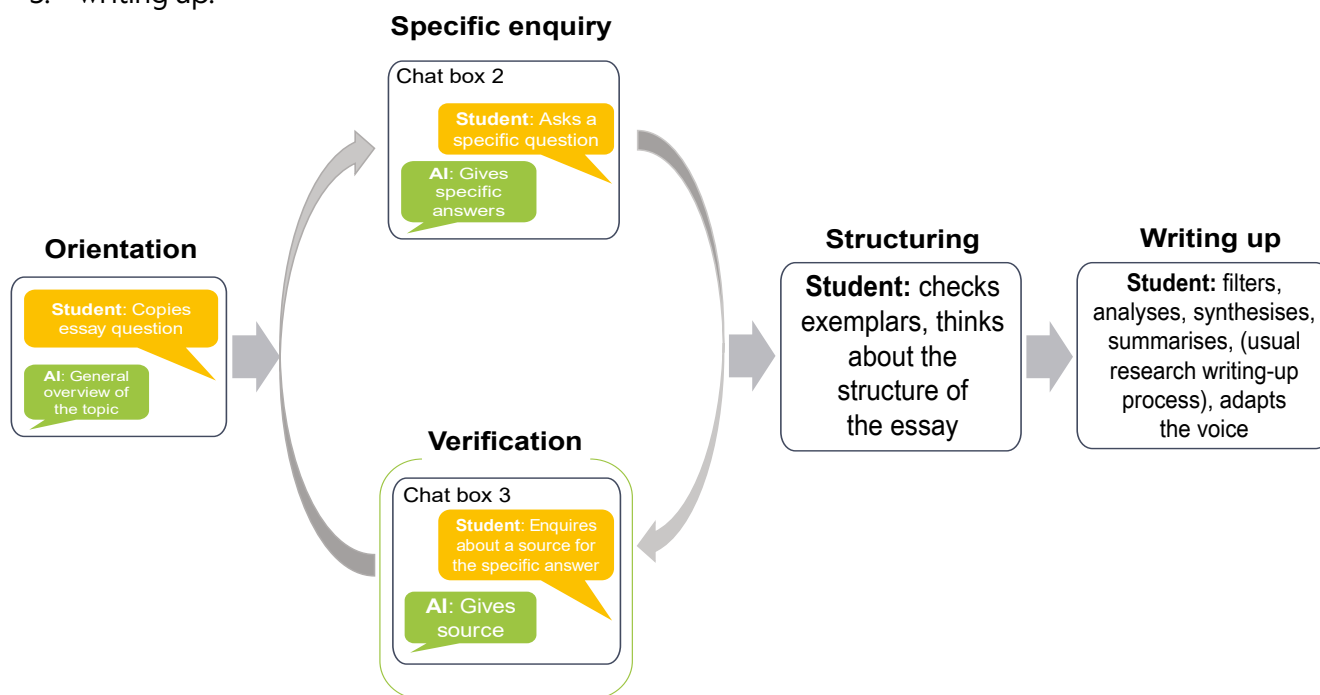 5. writing up.
Specific enquiry
Chat box 2
Student: Asks a
specific question
AI: Gives
specific
answers
Orientation
Student: Copies
essay question
AI: General
overview of
the topic
Verification
Chat box 3
Student: Enquires
about a source for
the specific answer
AI: Gives
source
Structuring
Student: checks
exemplars, thinks
about the
structure of
the essay
Writing up
Student: filters,
analyses, synthesises,
summarises, (usual
research writing-up
process), adapts
the voice